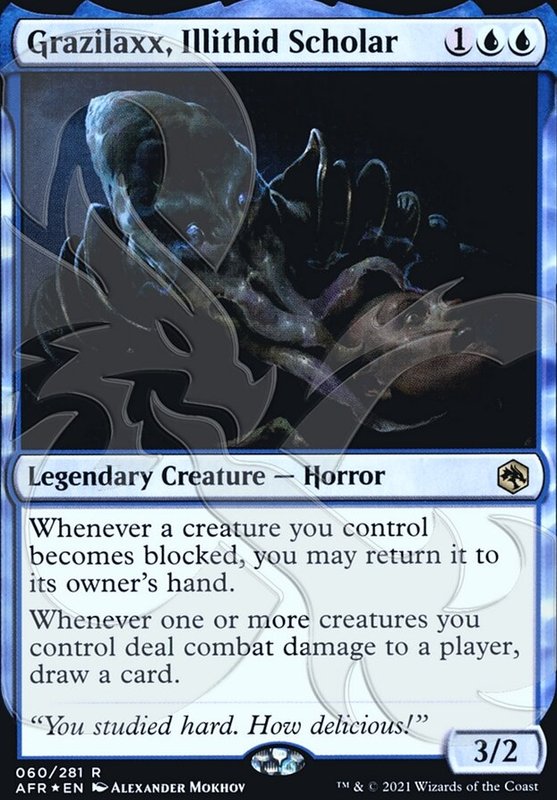 Grazilaxx, Illithid Scholar 1
Legendary Creature — Horror
Whenever a creature you control
becomes blocked, you may return it to
its owner's hand.
Whenever one or more creatures you
control deal combat damage to a player,
draw a card.
“You studied hard. How delicious!”
3/2
060/281 R
AFR ★ EN Alexander Mokhov
™ & © 2021 Wizards of the Coast